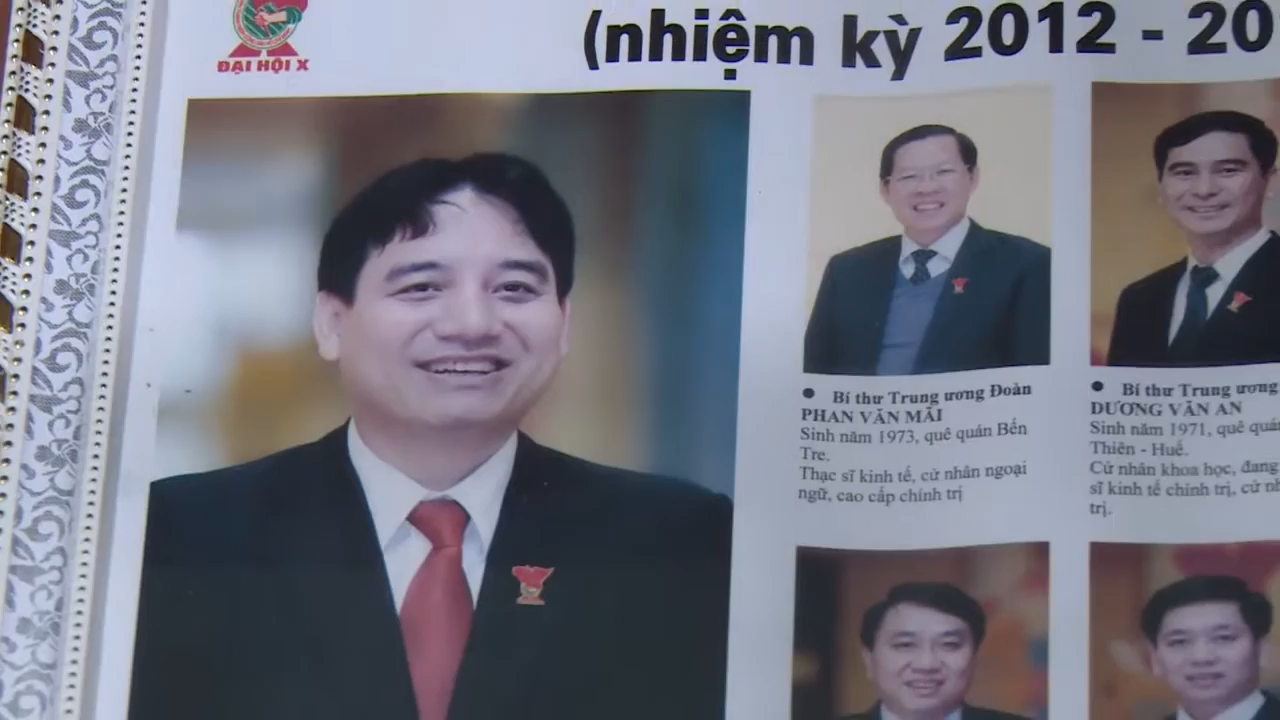 ĐẠI HỘI X
(nhiệm kỳ 2012 - 20
● Bí thư Trung ương Đoàn
PHAN VĂN MÃI
Sinh năm 1973, quê quán Bến
Tre.
Thạc sĩ kinh tế, cử nhân ngoại
ngữ, cao cấp chính trị
● Bí thư Trung ương
DƯƠNG VĂN AN
Sinh năm 1971, quê quán
Thiên - Huế.
Cử nhân khoa học, đang
sĩ kinh tế chính trị, cử nh
trị.